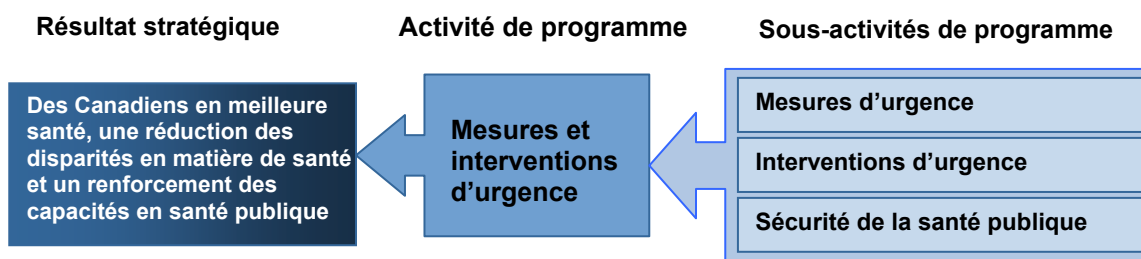 Résultat stratégique
Activité de programme
Sous-activités de programme
Des Canadiens en meilleure
santé, une réduction des
disparités en matière de santé
et un renforcement des
capacités en santé publique
Mesures et
interventions
d’urgence
Mesures d’urgence
Interventions d’urgence
Sécurité de la santé publique